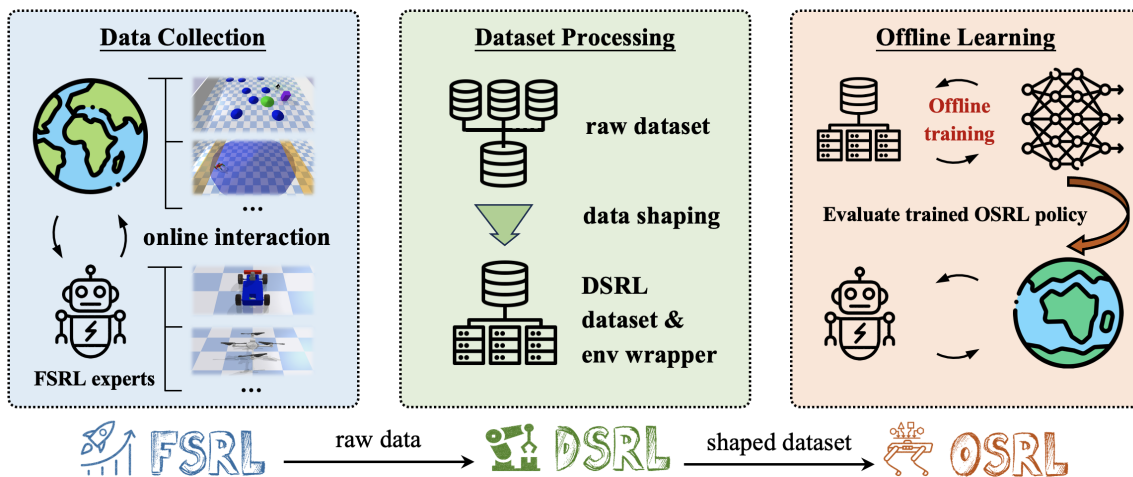 Data Collection
...
online interaction
FSRL experts
...
Dataset Processing
raw dataset
data shaping
DSRL
dataset &
env wrapper
Offline Learning
Offline
training
Evaluate trained OSRL policy
FSRL
raw data
DSRL
shaped dataset
OSRL